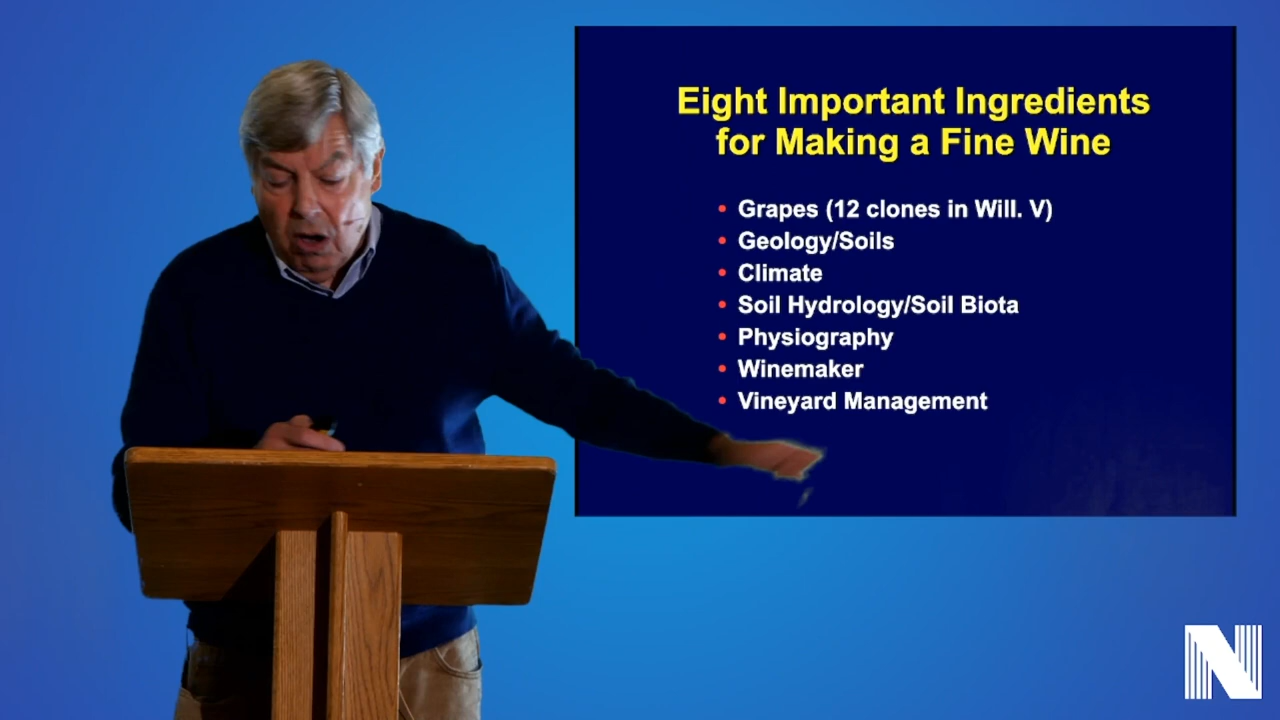 Eight Important Ingredients
for Making a Fine Wine
• Grapes (12 clones in Will. V)
• Geology/Soils
• Climate
• Soil Hydrology/Soil Biota
• Physiography
• Winemaker
• Vineyard Management
N